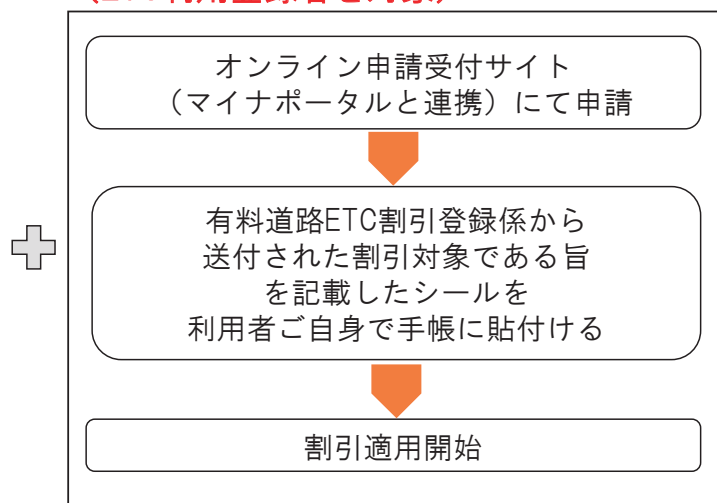 オンライン申請受付サイト
（マイナポータルと連携）にて申請
有料道路ETC割引登録係から
送付された割引対象である旨
を記載したシールを
利用者ご自身で手帳に貼付ける
割引適用開始